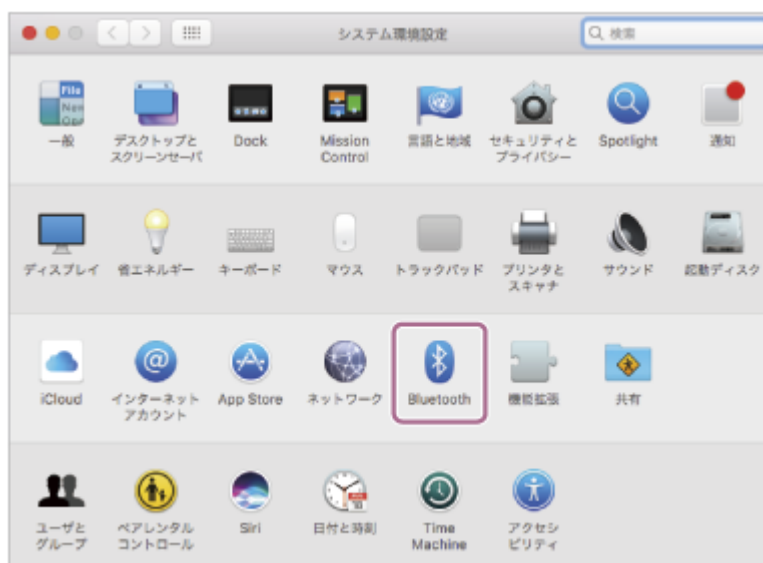 システム環境設定
検索
一般
デスクトップと
スクリーンセーバ
Dock
Mission
Control
言語と地域
セキュリティと
プライバシー
Spotlight
通知
ディスプレイ
省エネルギー
キーボード
マウス
トラックパッド
プリンタと
スキャナ
サウンド
起動ディスク
iCloud
インターネット
アカウント
App Store
ネットワーク
Bluetooth
機能拡張
共有
ユーザと
グループ
ペアレンタル
コントロール
Siri
日付と時刻
Time
Machine
アクセシ
ビリティ